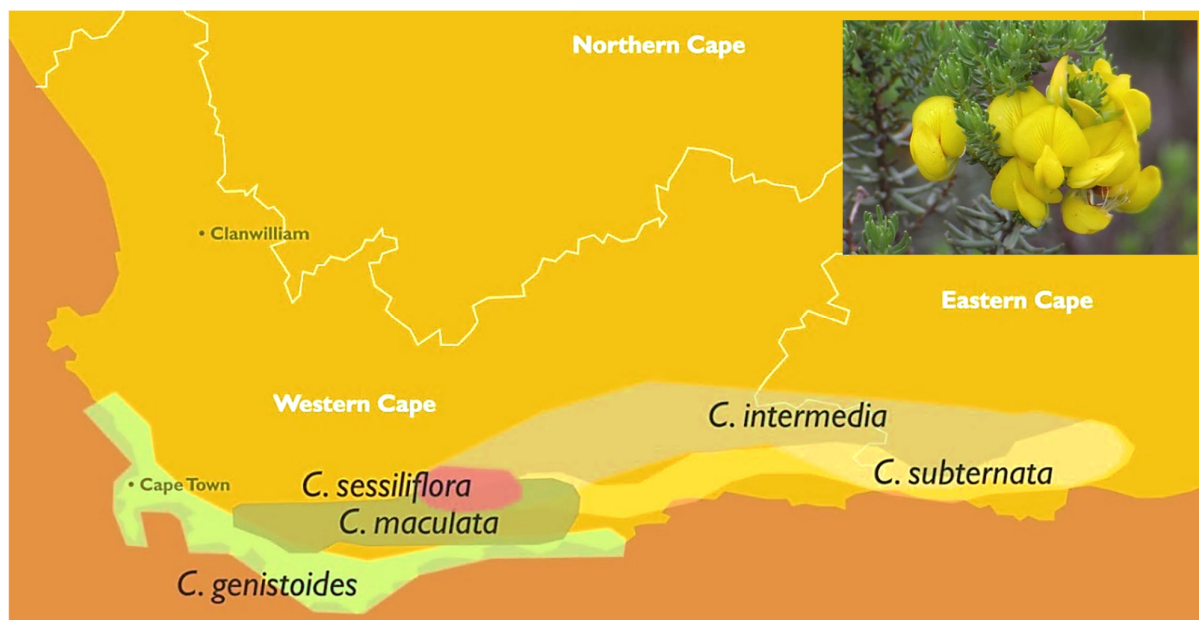 Northern Cape
• Clanwilliam
Eastern Cape
Western Cape
C. intermedia
C. subternata
C. sessiliflora
• Cape Town
C. maculata
C. genistoides